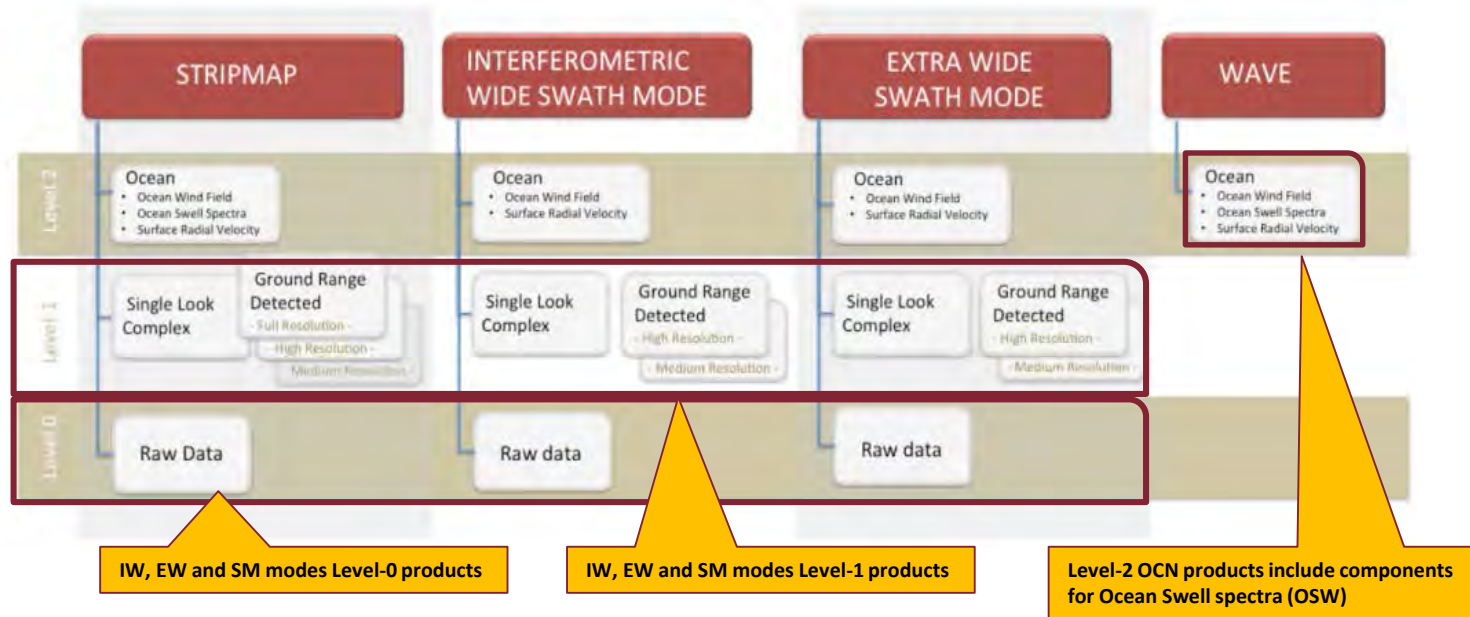 STRIPMAP
INTERFEROMETRIC
WIDE SWATH MODE
EXTRA WIDE
SWATH MODE
WAVE
Level 2
Ocean
• Ocean Wind Field
• Ocean Swell Spectra
• Surface Radial Velocity
Ocean
• Ocean Wind Field
• Surface Radial Velocity
Ocean
• Ocean Wind Field
• Surface Radial Velocity
Ocean
• Ocean Wind Field
• Ocean Swell Spectra
• Surface Radial Velocity
Level 1
Single Look
Complex
Ground Range
Detected
- Full Resolution -
- High Resolution -
- Medium Resolution -
Single Look
Complex
Ground Range
Detected
- High Resolution -
- Medium Resolution -
Single Look
Complex
Ground Range
Detected
- High Resolution -
- Medium Resolution -
Level 0
Raw Data
Raw data
Raw data
IW, EW and SM modes Level-0 products
IW, EW and SM modes Level-1 products
Level-2 OCN products include components
for Ocean Swell spectra (OSW)